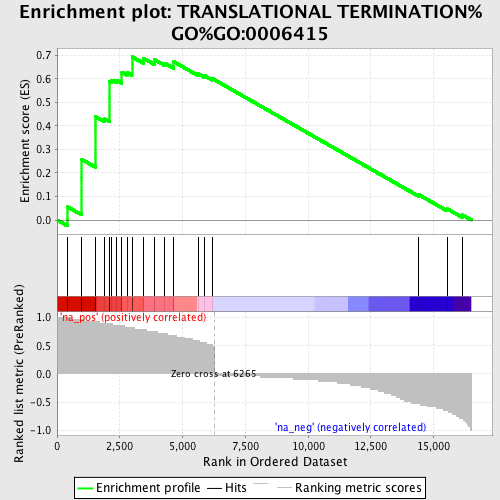 Enrichment plot: TRANSLATIONAL TERMINATION%
GO%GO:0006415
Enrichment score (ES)
0.7
0.6
0.5
0.4
0.3
0.2
0.1
0.0
Ranked list metric (PreRanked)
1.0
0.5
0.0
-0.5
-1.0
'na_pos' (positively correlated)
Zero cross at 6265
'na_neg' (negatively correlated)
0 2,500 5,000 7,500 10,000 12,500 15,000
Rank in Ordered Dataset
Enrichment profile Hits Ranking metric scores